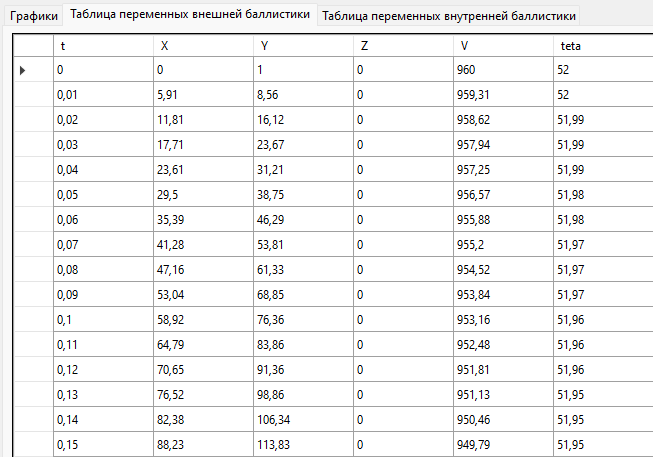 Графики Таблица переменных внешней баллистики Таблица переменных внутренней баллистики
t X Y Z V teta
0 0 1 0 960 52
0,01 5,91 8,56 0 959,31 52
0,02 11,81 16,12 0 958,62 51,99
0,03 17,71 23,67 0 957,94 51,99
0,04 23,61 31,21 0 957,25 51,99
0,05 29,5 38,75 0 956,57 51,98
0,06 35,39 46,29 0 955,88 51,98
0,07 41,28 53,81 0 955,2 51,97
0,08 47,16 61,33 0 954,52 51,97
0,09 53,04 68,85 0 953,84 51,97
0,1 58,92 76,36 0 953,16 51,96
0,11 64,79 83,86 0 952,48 51,96
0,12 70,65 91,36 0 951,81 51,96
0,13 76,52 98,86 0 951,13 51,95
0,14 82,38 106,34 0 950,46 51,95
0,15 88,23 113,83 0 949,79 51,95